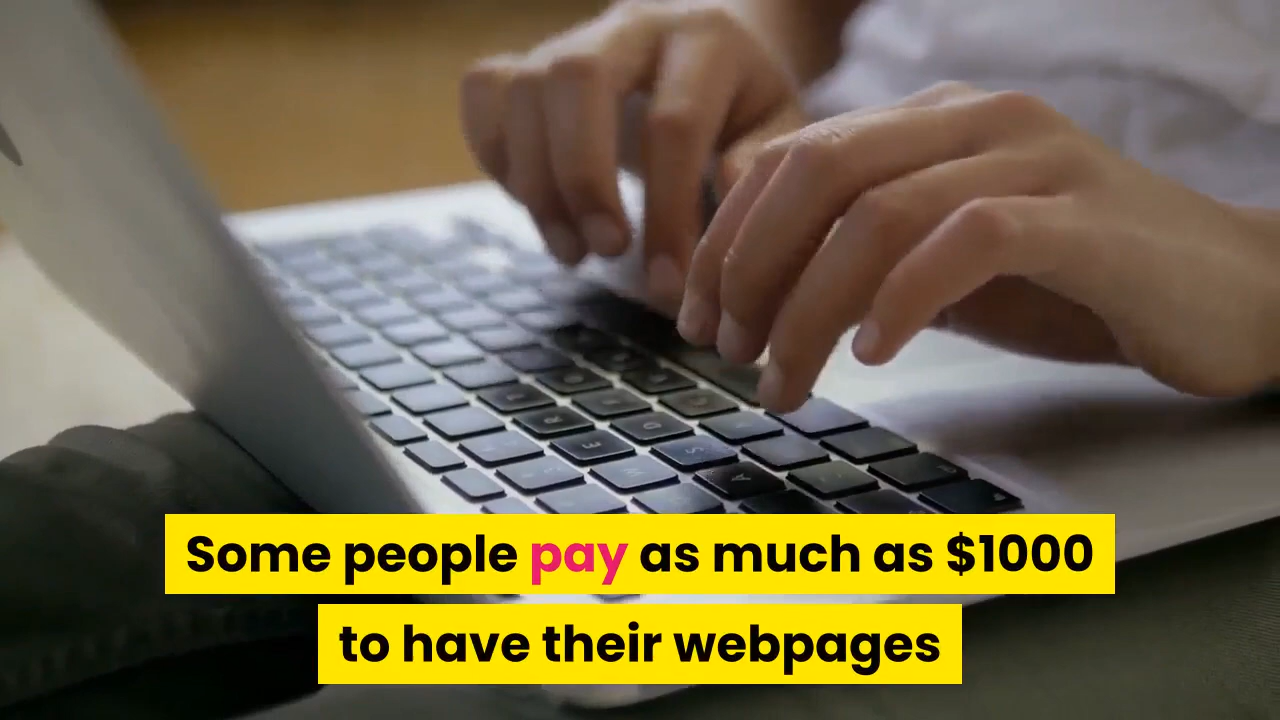 Some people pay as much as $1000
to have their webpages